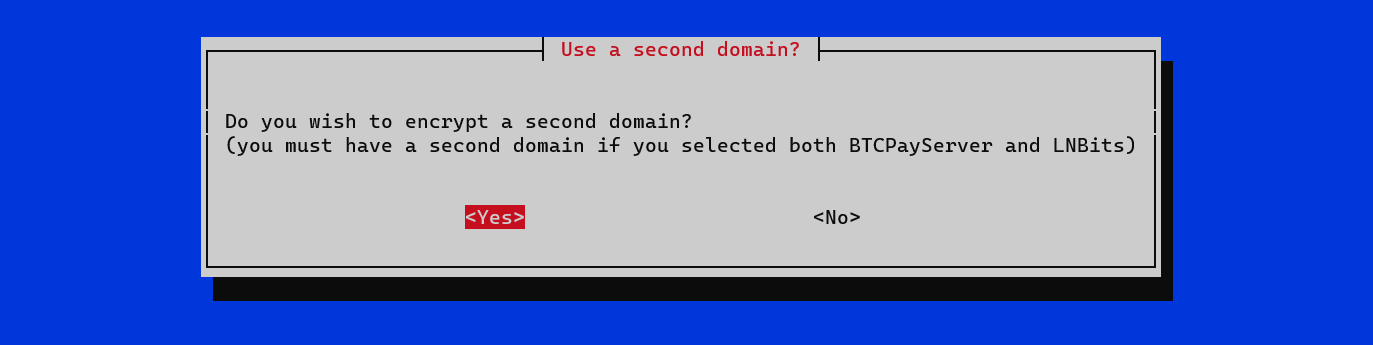 Use a second domain?
Do you wish to encrypt a second domain?
(you must have a second domain if you selected both BTCPayServer and LNBits)
<Yes> <No>